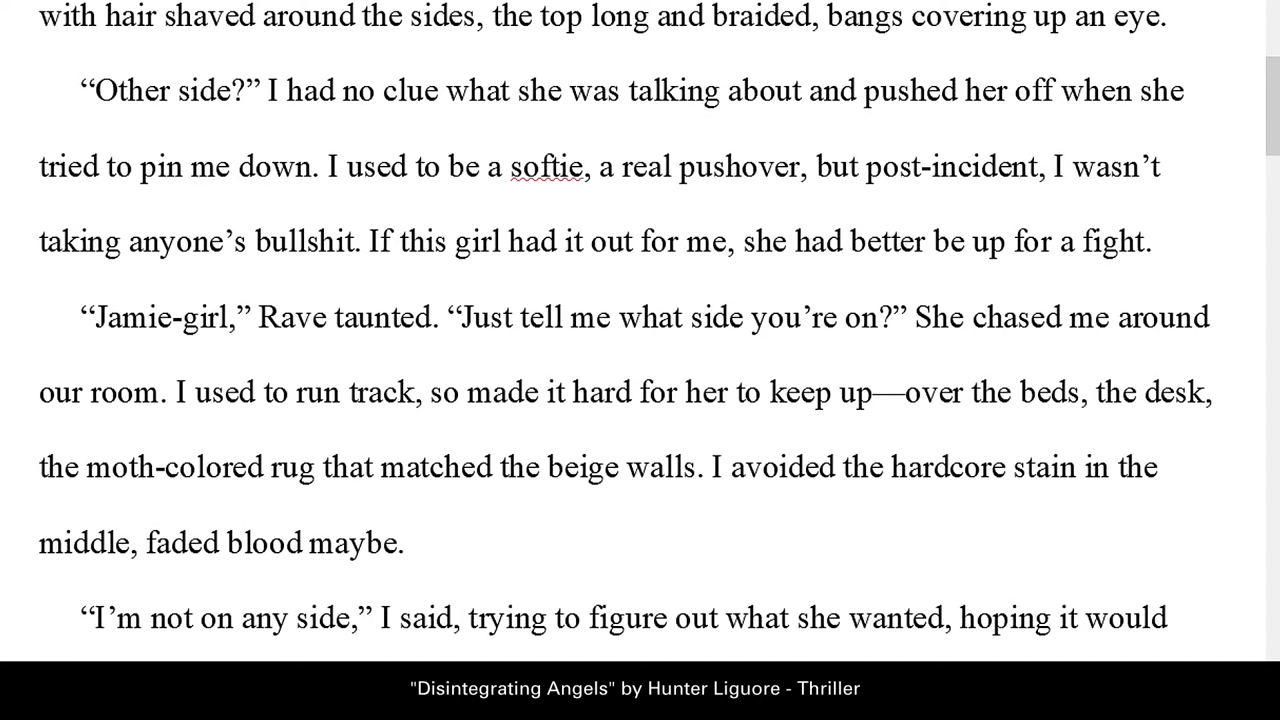 with hair shaved around the sides, the top long and braided, bangs covering up an eye.
“Other side?” I had no clue what she was talking about and pushed her off when she
tried to pin me down. I used to be a softie, a real pushover, but post-incident, I wasn’t
taking anyone’s bullshit. If this girl had it out for me, she had better be up for a fight.
“Jamie-girl,” Rave taunted. “Just tell me what side you’re on?” She chased me around
our room. I used to run track, so made it hard for her to keep up—over the beds, the desk,
the moth-colored rug that matched the beige walls. I avoided the hardcore stain in the
middle, faded blood maybe.
“I’m not on any side,” I said, trying to figure out what she wanted, hoping it would
"Disintegrating Angels" by Hunter Liguore - Thriller